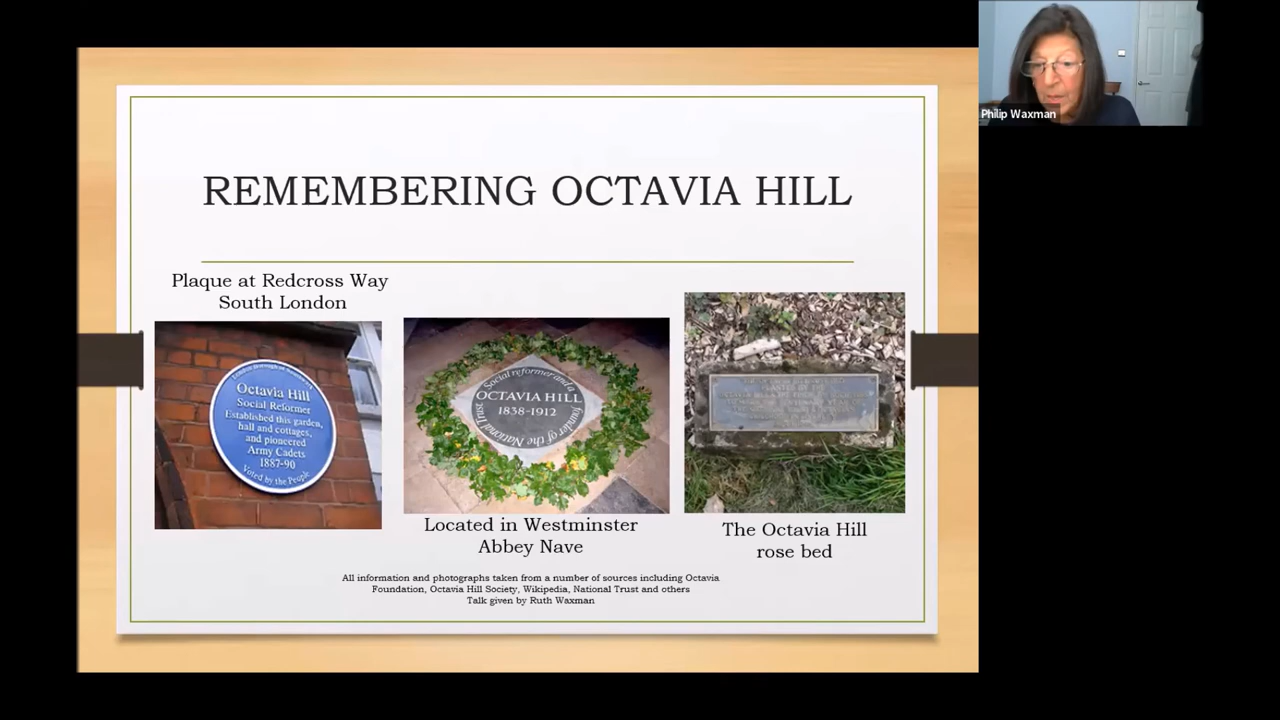 REMEMBERING OCTAVIA HILL
Plaque at Redcross Way
South London
Octavia Hill
Social Reformer
Established this garden,
hall and cottages,
and pioneered
Army Cadets
1887-90
Voted by the People
Social reformer and a
OCTAVIA HILL
1838-1912
founder of the National Trust
Located in Westminster
Abbey Nave
The Octavia Hill
rose bed
All information and photographs taken from a number of sources including Octavia
Foundation, Octavia Hill Society, Wikipedia, National Trust and others
Talk given by Ruth Waxman
Philip Waxman